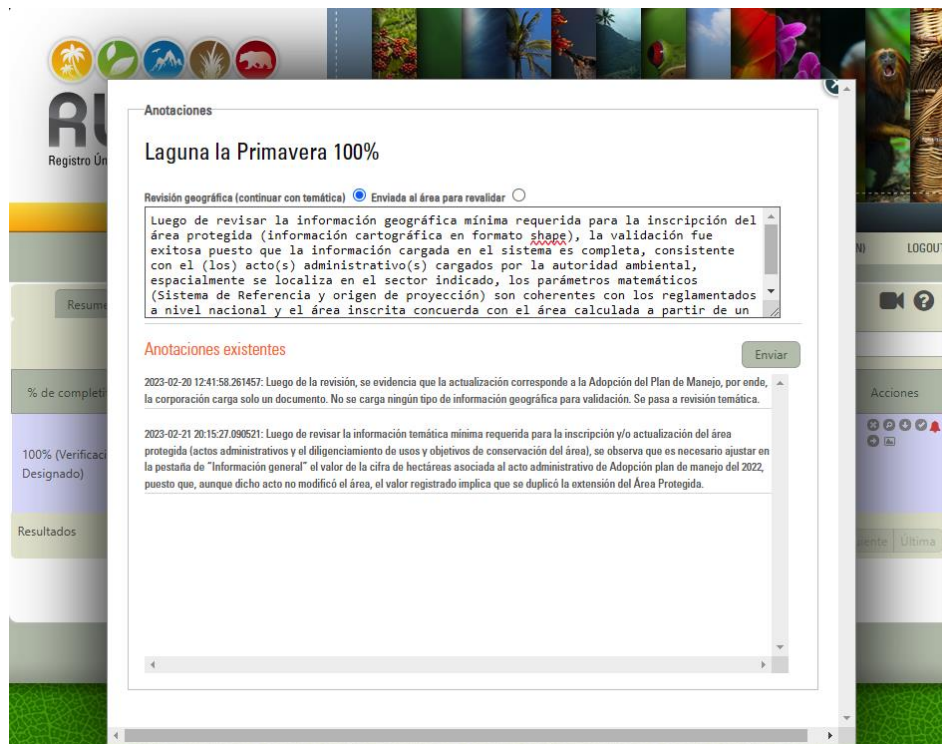 RU
Registro Ún
Anotaciones
Laguna la Primavera 100%
Revisión geográfica (continuar con temática) Enviada al área para revalidar
Luego de revisar la información geográfica mínima requerida para la inscripción del
área protegida (información cartográfica en formato shape), la validación fue
exitosa puesto que la información cargada en el sistema es completa, consistente
con el (los) acto(s) administrativo(s) cargados por la autoridad ambiental,
espacialmente se localiza en el sector indicado, los parámetros matemáticos
(Sistema de Referencia y origen de proyección) son coherentes con los reglamentados
a nivel nacional y el área inscrita concuerda con el área calculada a partir de un
Anotaciones existentes
Enviar
2023-02-20 12:41:58.261457: Luego de la revisión, se evidencia que la actualización corresponde a la Adopción del Plan de Manejo, por ende,
la corporación carga solo un documento. No se carga ningún tipo de información geográfica para validación. Se pasa a revisión temática.
2023-02-21 20:15:27.090521: Luego de revisar la información temática mínima requerida para la inscripción y/o actualización del área
protegida (actos administrativos y el diligenciamiento de usos y objetivos de conservación del área), se observa que es necesario ajustar en
la pestaña de "Información general" el valor de la cifra de hectáreas asociada al acto administrativo de Adopción plan de manejo del 2022,
puesto que, aunque dicho acto no modificó el área, el valor registrado implica que se duplicó la extensión del Área Protegida.
N) LOGOUT
Resume
% de completi
Acciones
100% (Verificaci
Designado)
Resultados
iente Última